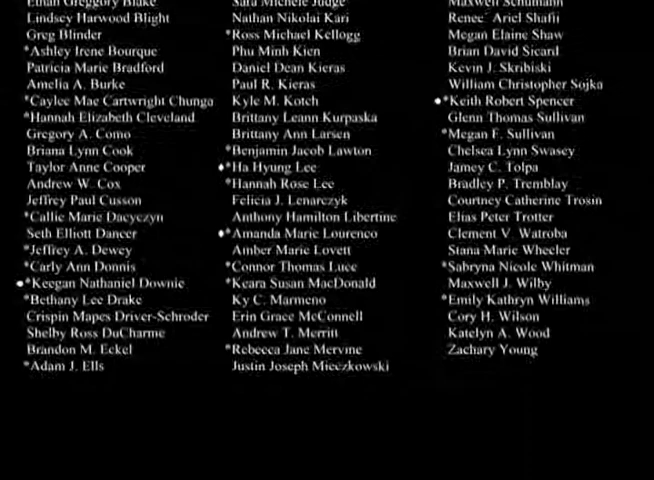 Ethan Greggory Blake
Lindsey Harwood Blight
Greg Blinder
*Ashley Irene Bourque
Patricia Marie Bradford
Amelia A. Burke
*Caylee Mae Cartwright Chunga
*Hannah Elizabeth Cleveland
Gregory A. Como
Briana Lynn Cook
Taylor Anne Cooper
Andrew W. Cox
Jeffrey Paul Cusson
*Callie Marie Dacyczyn
Seth Elliott Dancer
*Jeffrey A. Dewey
*Carly Ann Donnis
♦*Keegan Nathaniel Downie
*Bethany Lee Drake
Crispin Mapes Driver-Schroder
Shelby Ross DuCharme
Brandon M. Eckel
*Adam J. Ells
Sara Michele Judge
Nathan Nikolai Kari
*Ross Michael Kellogg
Phu Minh Kien
Daniel Dean Kieras
Paul R. Kieras
Kyle M. Kotch
Brittany Leann Kurpaska
Brittany Ann Larsen
*Benjamin Jacob Lawton
♦*Ha Hyung Lee
*Hannah Rose Lee
Felicia J. Lenarczyk
Anthony Hamilton Libertine
♦*Amanda Marie Lourenco
Amber Marie Lovett
*Connor Thomas Luce
*Keara Susan MacDonald
Ky C. Marmeno
Erin Grace McConnell
Andrew T. Merritt
*Rebecca Jane Mervine
Justin Joseph Mieczkowski
Maxwell Schumann
Renee' Ariel Shafii
Megan Elaine Shaw
Brian David Sicard
Kevin J. Skribiski
William Christopher Sojka
♦*Keith Robert Spencer
Glenn Thomas Sullivan
*Megan F. Sullivan
Chelsea Lynn Swasey
Jamey C. Tolpa
Bradley P. Tremblay
Courtney Catherine Trosin
Elias Peter Trotter
Clement V. Watroba
Stana Marie Wheeler
*Sabryna Nicole Whitman
Maxwell J. Wilby
*Emily Kathryn Williams
Cory H. Wilson
Katelyn A. Wood
Zachary Young